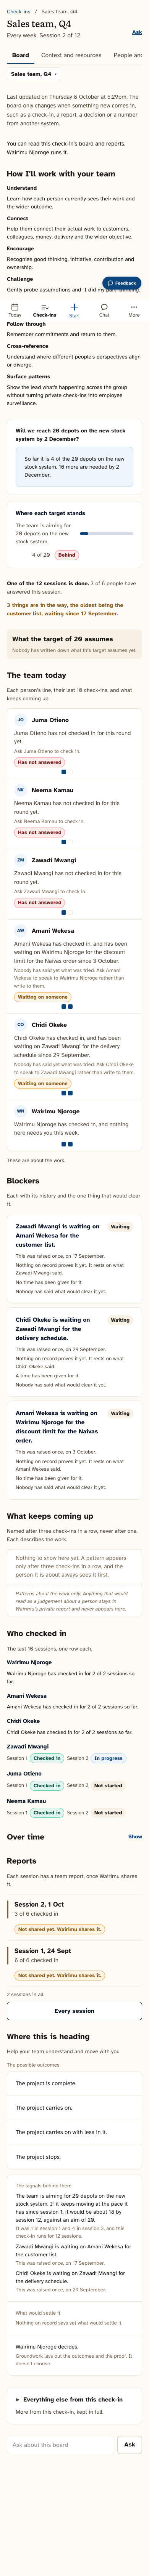 Check-ins / Sales team, Q4
Sales team, Q4
Every week. Session 2 of 12.
Ask
Board
Context and resources
People an
Sales team, Q4
Last updated on Thursday 8 October at 5:29pm. The
board only changes when something new comes in,
such as a conversation, a report, a decision or a reply
from another system.
You can read this check-in's board and reports.
Wairimu Njoroge runs it.
How I'll work with your team
Understand
Learn how each person currently sees their work and
the wider outcome.
Connect
Help them connect their actual work to customers,
colleagues, money, delivery and the wider objective.
Encourage
Recognise good thinking, initiative, contribution and
ownership.
Challenge
Gently probe assumptions and "I did my part" thinking.
Feedback
Today
Check-ins
Start
Chat
More
Follow through
Remember commitments and return to them.
Cross-reference
Understand where different people's perspectives align
or diverge.
Surface patterns
Show the lead what's happening across the group
without turning private conversations into employee
surveillance.
Will we reach 20 depots on the new stock
system by 2 December?
So far it is 4 of the 20 depots on the new
stock system. 16 more are needed by 2
December.
Where each target stands
The team is aiming for
20 depots on the new
stock system.
4 of 20
Behind
One of the 12 sessions is done. 3 of 6 people have
answered this session.
3 things are in the way, the oldest being the
customer list, waiting since 17 September.
What the target of 20 assumes
Nobody has written down what this target assumes yet.
The team today
Each person's line, their last 10 check-ins, and what
keeps coming up.
JO
Juma Otieno
Juma Otieno has not checked in for this round
yet.
Ask Juma Otieno to check in.
Has not answered
NK
Neema Kamau
Neema Kamau has not checked in for this
round yet.
Ask Neema Kamau to check in.
Has not answered
ZM
Zawadi Mwangi
Zawadi Mwangi has not checked in for this
round yet.
Ask Zawadi Mwangi to check in.
Has not answered
AW
Amani Wekesa
Amani Wekesa has checked in, and has been
waiting on Wairimu Njoroge for the discount
limit for the Naivas order since 3 October.
Nobody has said yet what was tried. Ask Amani
Wekesa to speak to Wairimu Njoroge rather than
write to them.
Waiting on someone
CO
Chidi Okeke
Chidi Okeke has checked in, and has been
waiting on Zawadi Mwangi for the delivery
schedule since 29 September.
Nobody has said yet what was tried. Ask Chidi Okeke
to speak to Zawadi Mwangi rather than write to them.
Waiting on someone
WN
Wairimu Njoroge
Wairimu Njoroge has checked in, and nothing
here needs you this week.
These are about the work.
Blockers
Each with its history and the one thing that would clear
it.
Zawadi Mwangi is waiting on
Amani Wekesa for the
customer list.
Waiting
This was raised once, on 17 September.
Nothing on record proves it yet. It rests on what
Zawadi Mwangi said.
No time has been given for it.
Nobody has said what would clear it yet.
Chidi Okeke is waiting on
Zawadi Mwangi for the
delivery schedule.
Waiting
This was raised once, on 29 September.
Nothing on record proves it yet. It rests on what
Chidi Okeke said.
A time has been given for it.
Nobody has said what would clear it yet.
Amani Wekesa is waiting on
Wairimu Njoroge for the
discount limit for the Naivas
order.
Waiting
This was raised once, on 3 October.
Nothing on record proves it yet. It rests on what
Amani Wekesa said.
No time has been given for it.
Nobody has said what would clear it yet.
What keeps coming up
Named after three check-ins in a row, never after one.
Each describes the work.
Nothing to show here yet. A pattern appears
only after three check-ins in a row, and the
person it is about always sees it first.
Patterns about the work only. Anything that would
read as a judgement about a person stays in
Wairimu's private report and never appears here.
Who checked in
The last 10 sessions, one row each.
Wairimu Njoroge
Wairimu Njoroge has checked in for 2 of 2 sessions so
far.
Amani Wekesa
Amani Wekesa has checked in for 2 of 2 sessions so far.
Chidi Okeke
Chidi Okeke has checked in for 2 of 2 sessions so far.
Zawadi Mwangi
Session 1 Checked in Session 2 In progress
Juma Otieno
Session 1 Checked in Session 2 Not started
Neema Kamau
Session 1 Checked in Session 2 Not started
Over time
Show
Reports
Each session has a team report, once Wairimu shares
it.
Session 2, 1 Oct
3 of 6 checked in
Not shared yet. Wairimu shares it.
Session 1, 24 Sept
6 of 6 checked in
Not shared yet. Wairimu shares it.
2 sessions in all.
Every session
Where this is heading
Help your team understand and move with you
The possible outcomes
The project is complete.
The project carries on.
The project carries on with less in it.
The project stops.
The signals behind them
The team is aiming for 20 depots on the new
stock system. If it keeps moving at the pace it
has since session 1, it would be about 18 by
session 12, against an aim of 20.
It was 1 in session 1 and 4 in session 3, and this
check-in runs for 12 sessions.
Zawadi Mwangi is waiting on Amani Wekesa for
the customer list.
This was raised once, on 17 September.
Chidi Okeke is waiting on Zawadi Mwangi for
the delivery schedule.
This was raised once, on 29 September.
What would settle it
Nothing on record says yet what would settle it.
Wairimu Njoroge decides.
Groundwork lays out the outcomes and the proof. It
doesn't choose.
Everything else from this check-in
More from this check-in, kept in full.
Ask about this board
Ask